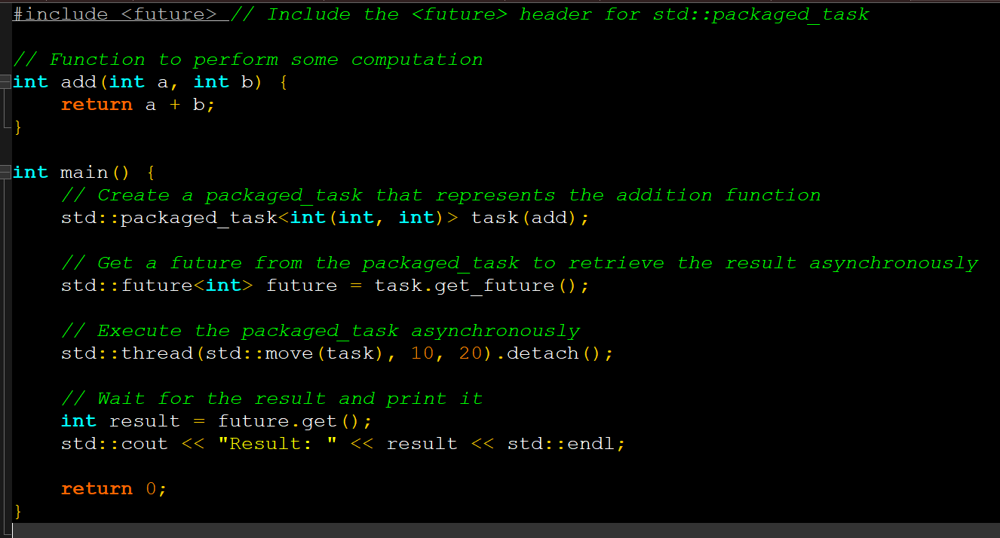 #include <future> // Include the <future> header for std::packaged_task
// Function to perform some computation
int add(int a, int b) {
    return a + b;
}
int main() {
    // Create a packaged_task that represents the addition function
    std::packaged_task<int(int, int)> task(add);
    // Get a future from the packaged_task to retrieve the result asynchronously
    std::future<int> future = task.get_future();
    // Execute the packaged_task asynchronously
    std::thread(std::move(task), 10, 20).detach();
    // Wait for the result and print it
    int result = future.get();
    std::cout << "Result: " << result << std::endl;
    return 0;
}